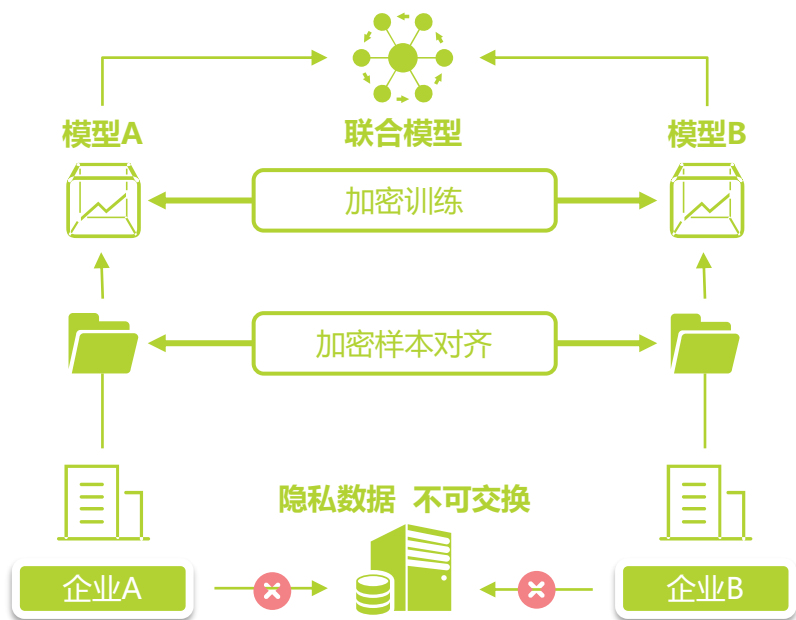 模型A
联合模型
模型B
加密训练
加密样本对齐
隐私数据 不可交换
企业A
企业B